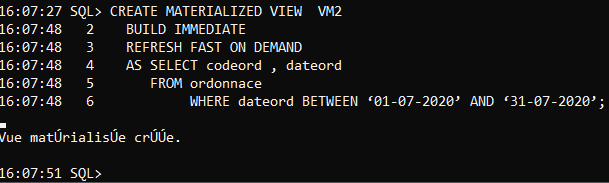 16:07:27 SQL> CREATE MATERIALIZED VIEW  VM2
16:07:48   2    BUILD IMMEDIATE
16:07:48   3    REFRESH FAST ON DEMAND
16:07:48   4    AS SELECT codeord , dateord
16:07:48   5       FROM ordonnace
16:07:48   6            WHERE dateord BETWEEN ‘01-07-2020’ AND ‘31-07-2020’;
Vue matÚrialisÚe crÚÚe.
16:07:51 SQL>